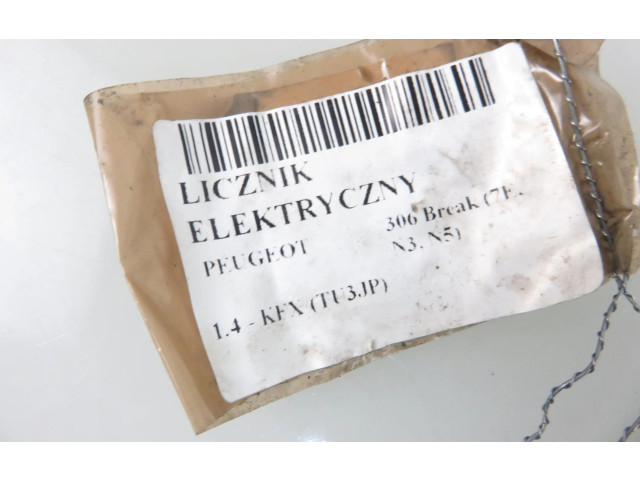 LICZNIK
ELEKTRYCZNY
PEUGEOT 306 Break (7E,
N3, N5)
1.4 - KFX (TU3JP)